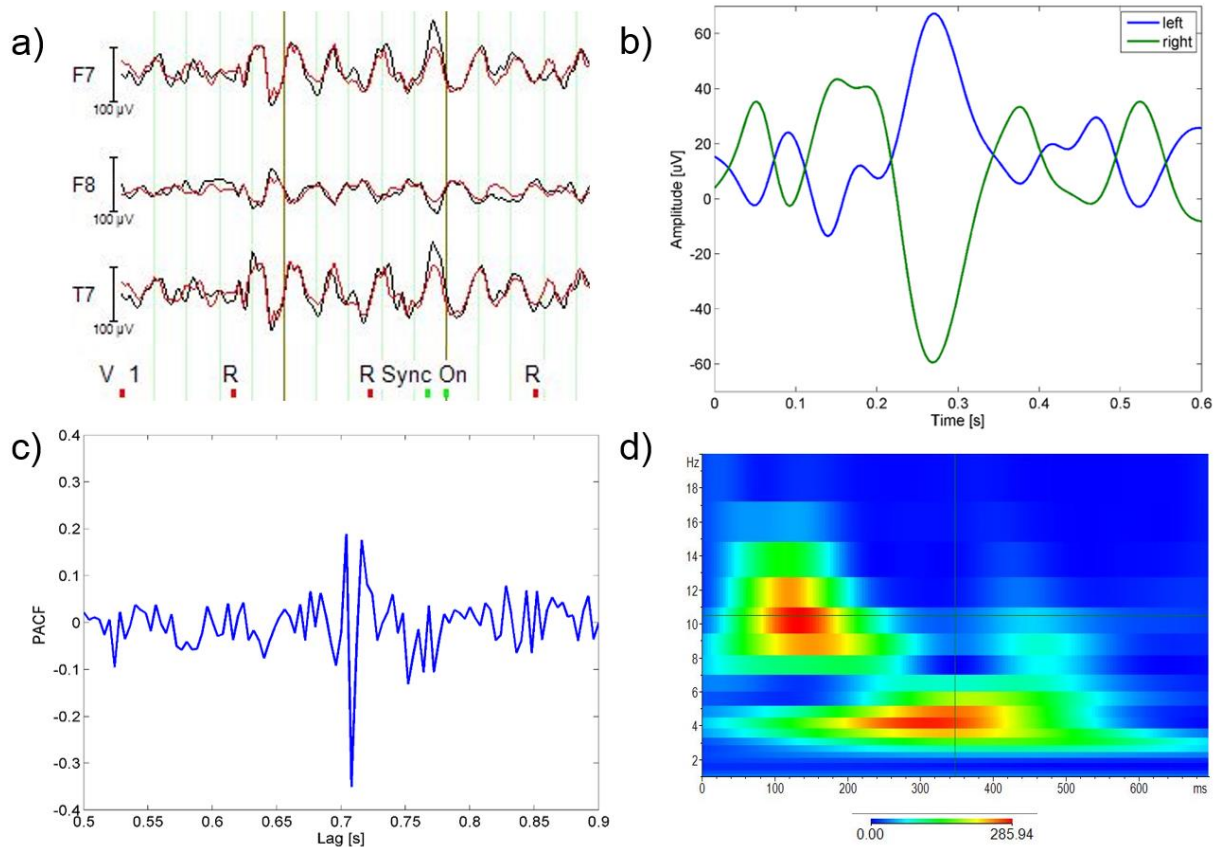 a)
F7
100 µV
F8
100 µV
T7
100 µV
V 1 R R Sync On R
b)
left
right
60
40
20
0
-20
-40
-60
Amplitude [uV]
0 0.1 0.2 0.3 0.4 0.5 0.6
Time [s]
c)
0.4
0.3
0.2
0.1
0
-0.1
-0.2
-0.3
-0.4
PACF
0.5 0.55 0.6 0.65 0.7 0.75 0.8 0.85 0.9
Lag [s]
d)
Hz
18
16
14
12
10
8
6
4
2
0 100 200 300 400 500 600 ms
0.00 285.94